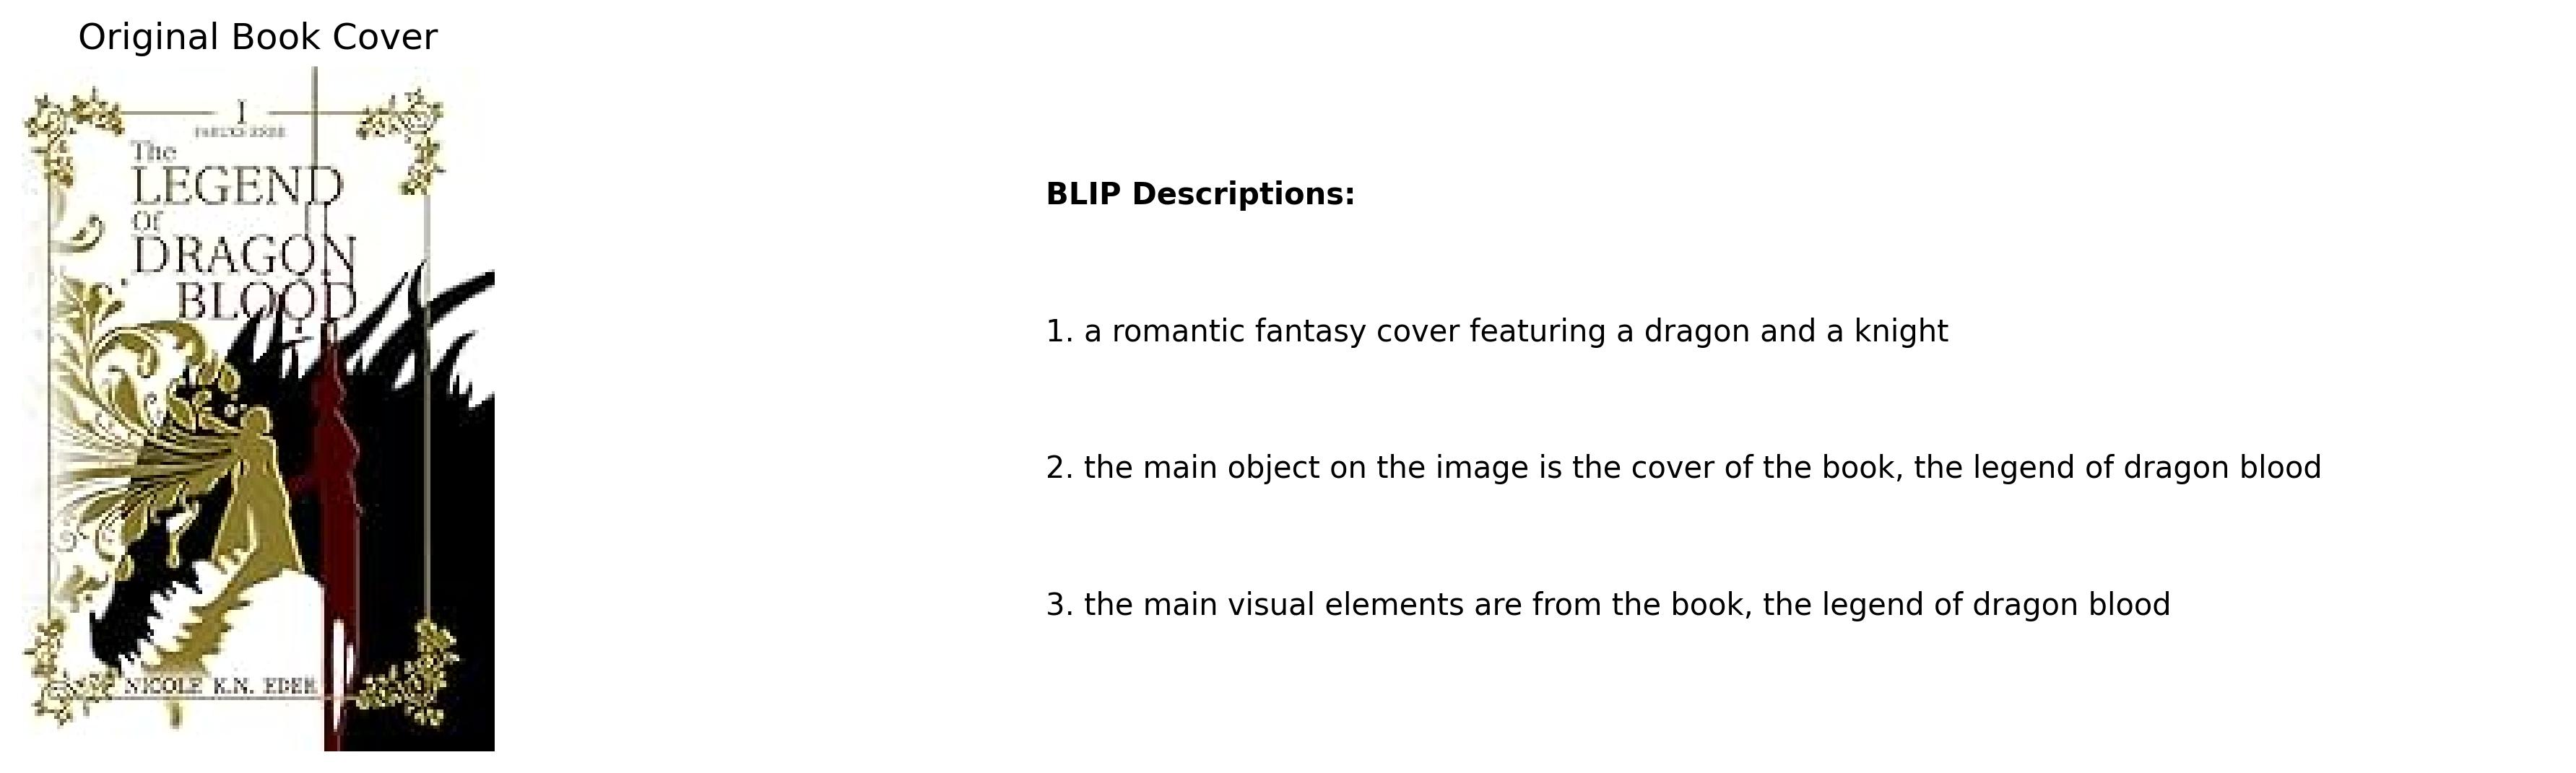 Original Book Cover
I
The
LEGEND
Of
DRAGON
BLOOD
NICOLE K.N. EDER
BLIP Descriptions:
1. a romantic fantasy cover featuring a dragon and a knight
2. the main object on the image is the cover of the book, the legend of dragon blood
3. the main visual elements are from the book, the legend of dragon blood